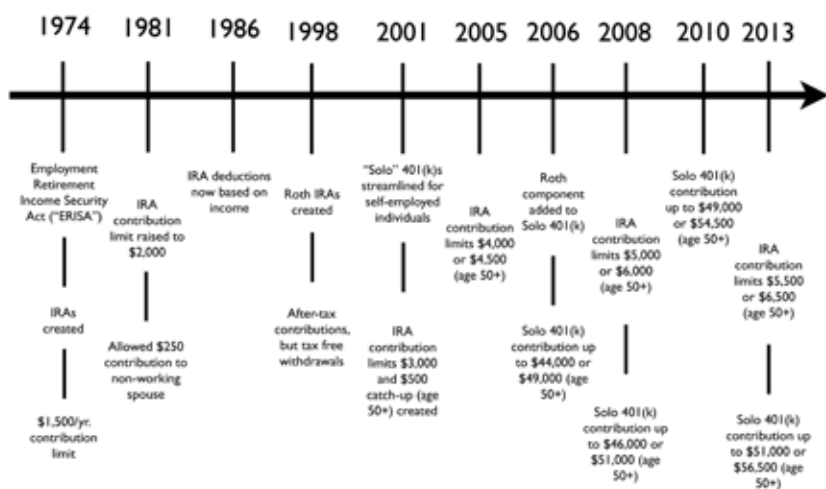 1974
1981
1986
1998
2001
2005
2006
2008
2010
2013
Employment
Retirement
Income Security
Act ("ERISA")
IRAs
created
$1,500/yr.
contribution
limit
IRA
contribution
limit raised to
$2,000
Allowed $250
contribution to
non-working
spouse
IRA deductions
now based on
income
Roth IRAs
created
After-tax
contributions,
but tax free
withdrawals
"Solo" 401(k)s
streamlined for
self-employed
individuals
IRA
contribution
limits $3,000
and $500
catch-up (age
50+) created
IRA
contribution
limits $4,000
or $4,500
(age 50+)
Roth
component
added to
Solo 401(k)
Solo 401(k)
contribution up
to $44,000 or
$49,000 (age
50+)
IRA
contribution
limits $5,000
or $6,000
(age 50+)
Solo 401(k)
contribution up
to $46,000 or
$51,000 (age
50+)
Solo 401(k)
contribution
up to $49,000 or
$54,500 (age
50+)
IRA
contribution
limits $5,500
or $6,500
(age 50+)
Solo 401(k)
contribution up
to $51,000 or
$56,500 (age
50+)